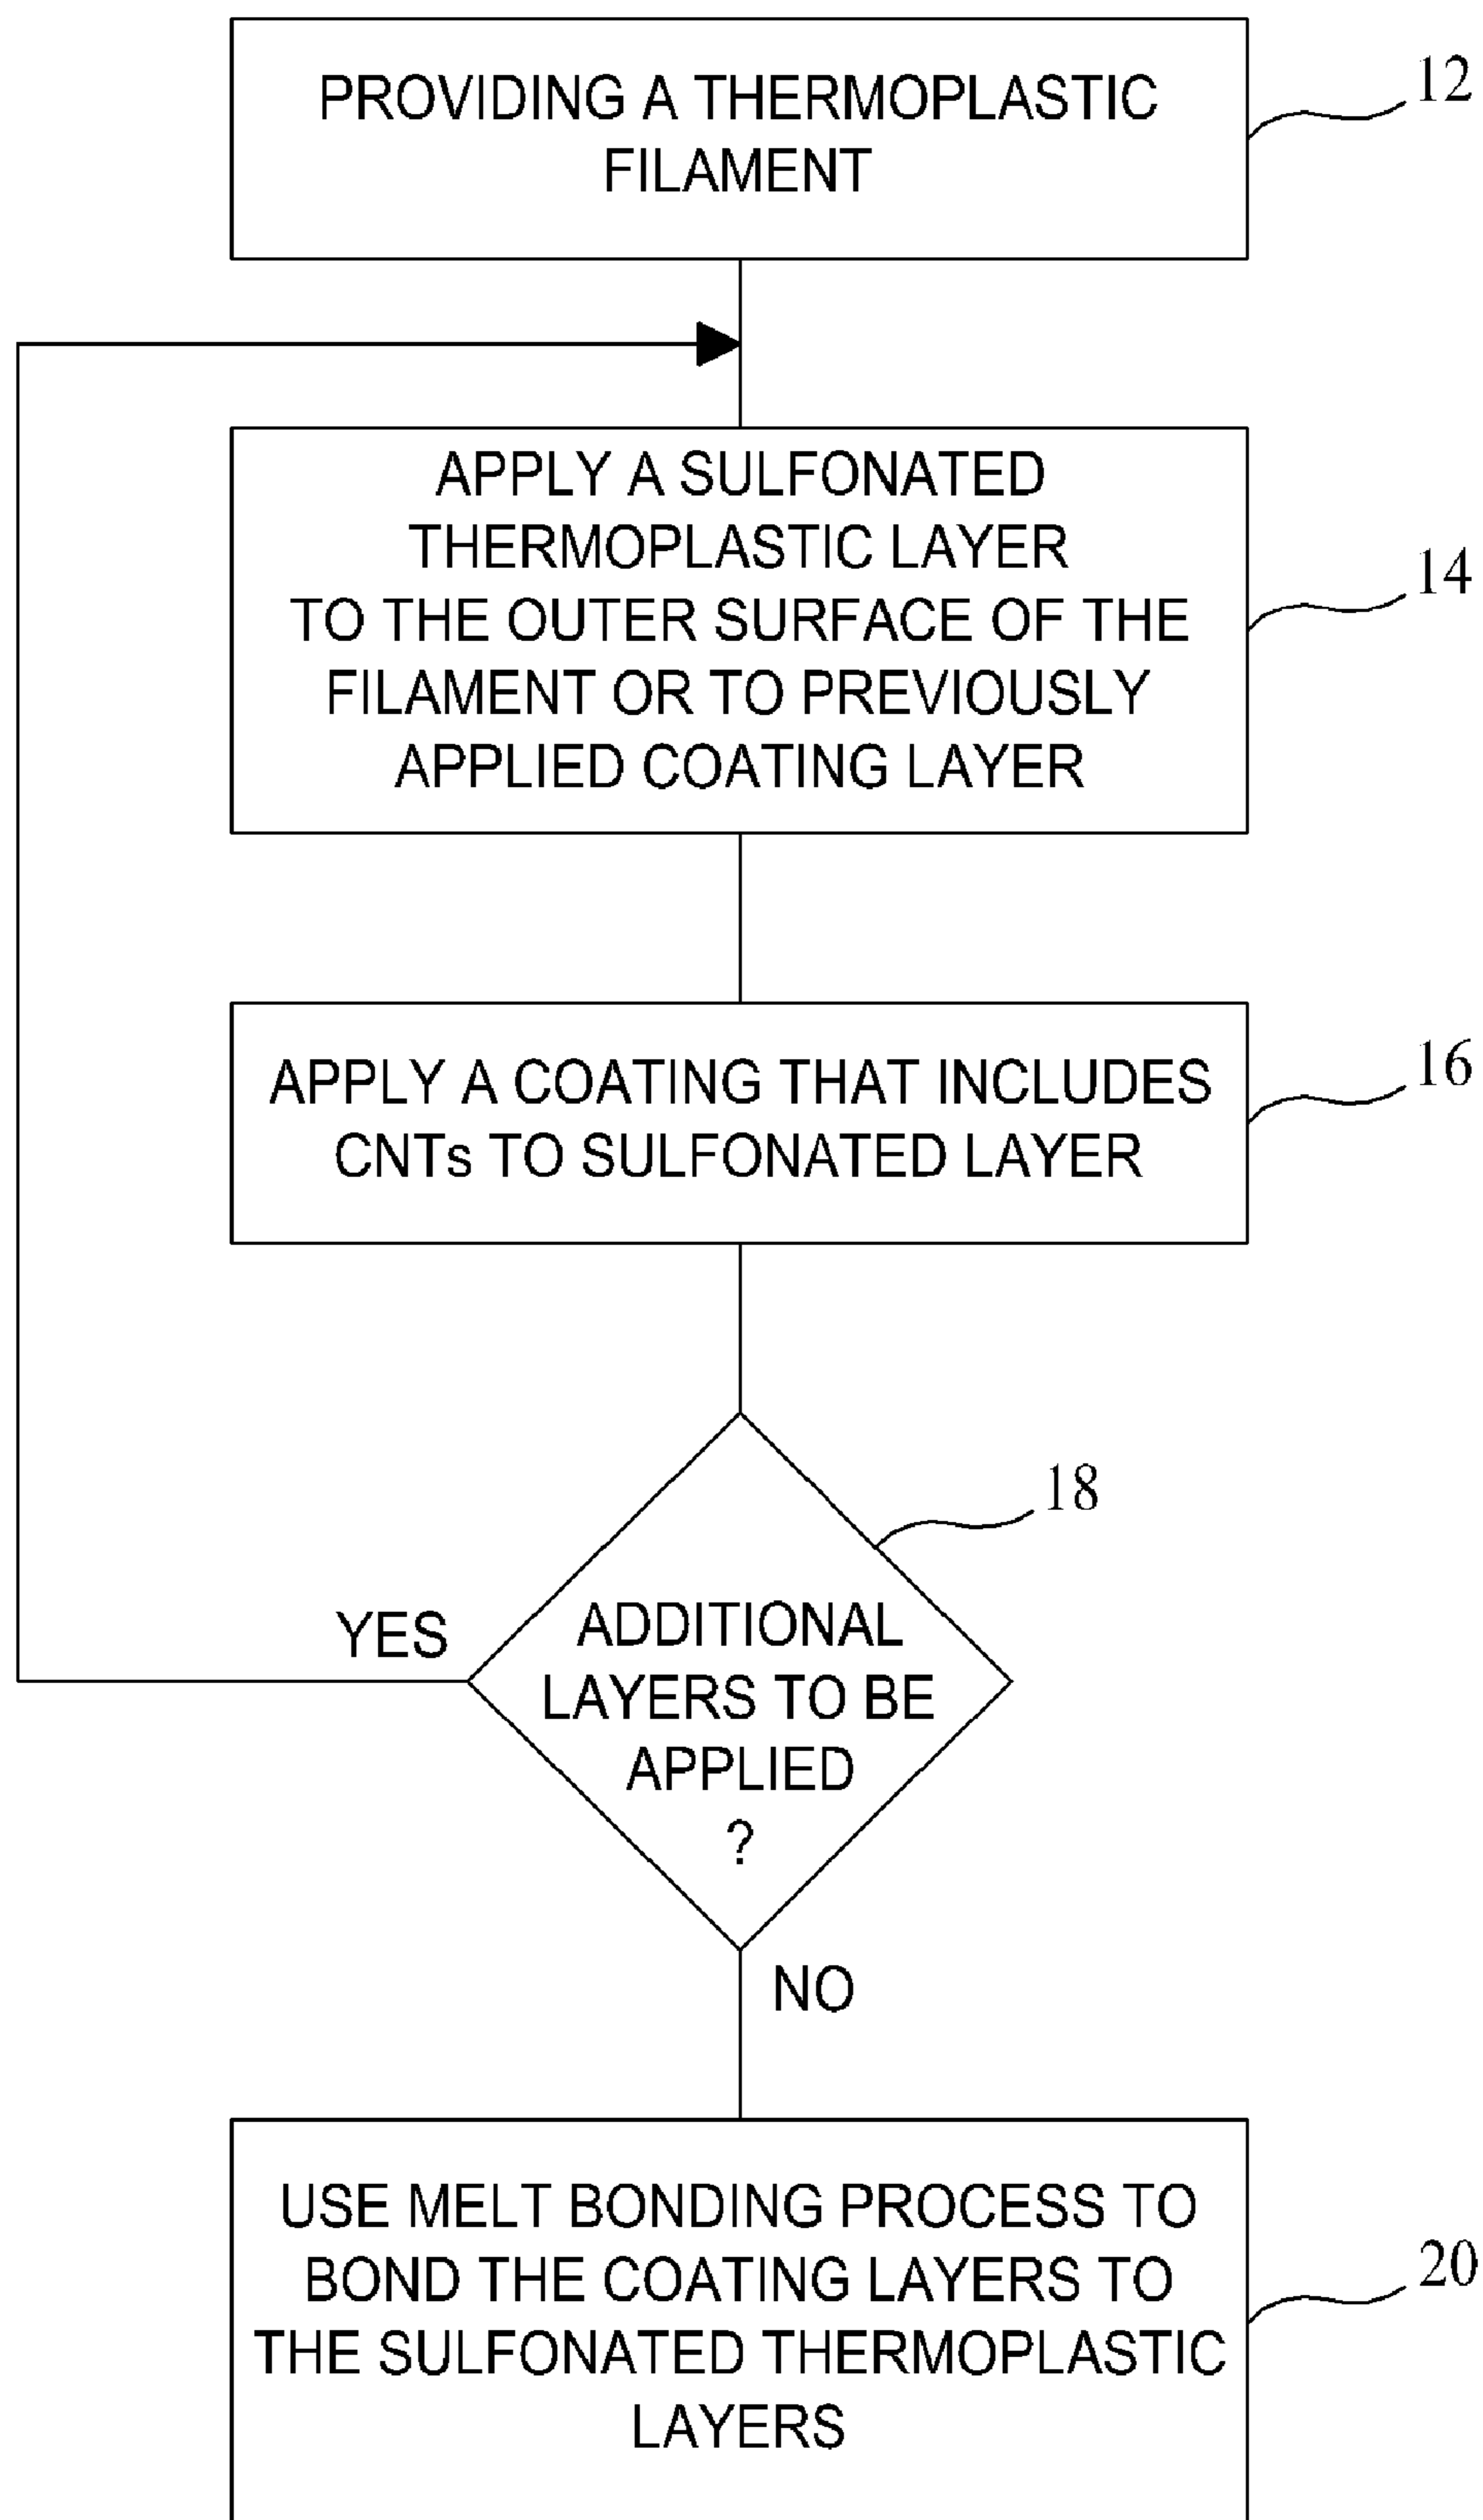 PROVIDING A THERMOPLASTIC
FILAMENT
12
APPLY A SULFONATED
THERMOPLASTIC LAYER
TO THE OUTER SURFACE OF THE
FILAMENT OR TO PREVIOUSLY
APPLIED COATING LAYER
14
APPLY A COATING THAT INCLUDES
CNTs TO SULFONATED LAYER
16
18
YES
ADDITIONAL
LAYERS TO BE
APPLIED
?
NO
USE MELT BONDING PROCESS TO
BOND THE COATING LAYERS TO
THE SULFONATED THERMOPLASTIC
LAYERS
20